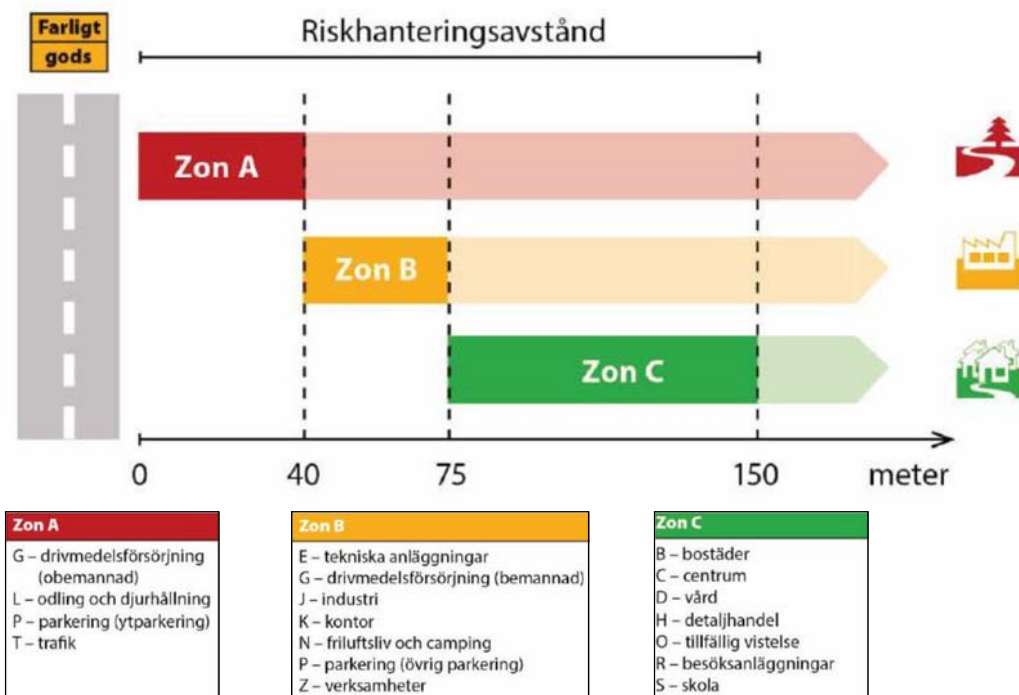 Farligt
gods
Riskhanteringsavstånd
Zon A
Zon B
Zon C
0 40 75 150 meter
Zon A
G – drivmedelsförsörjning
(obemannad)
L – odling och djurhållning
P – parkering (ytparkering)
T – trafik
Zon B
E – tekniska anläggningar
G – drivmedelsförsörjning (bemannad)
J – industri
K – kontor
N – friluftsliv och camping
P – parkering (övrig parkering)
Z – verksamheter
Zon C
B – bostäder
C – centrum
D – vård
H – detaljhandel
O – tillfällig vistelse
R – besöksanläggningar
S – skola